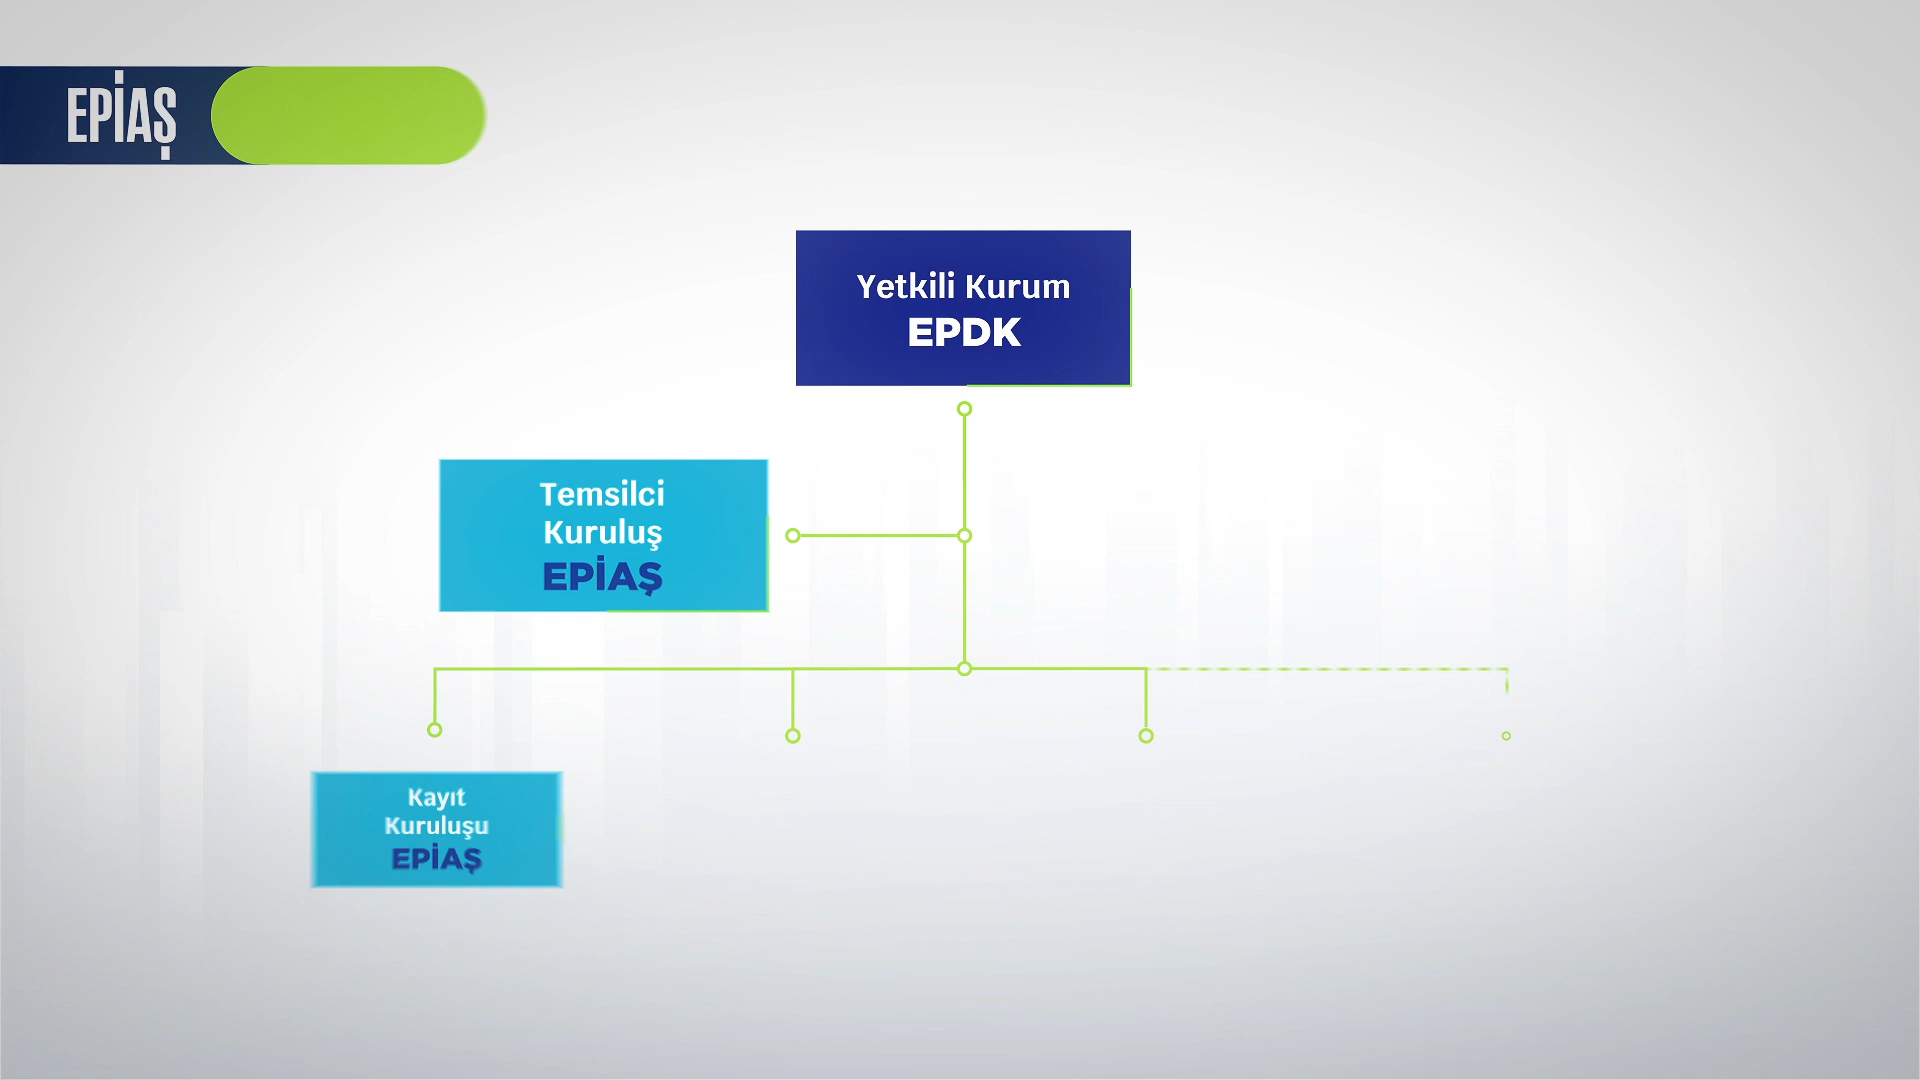 EPİAŞ
Yetkili Kurum
EPDK
Temsilci
Kuruluş
EPİAŞ
Kayıt
Kuruluşu
EPİAŞ